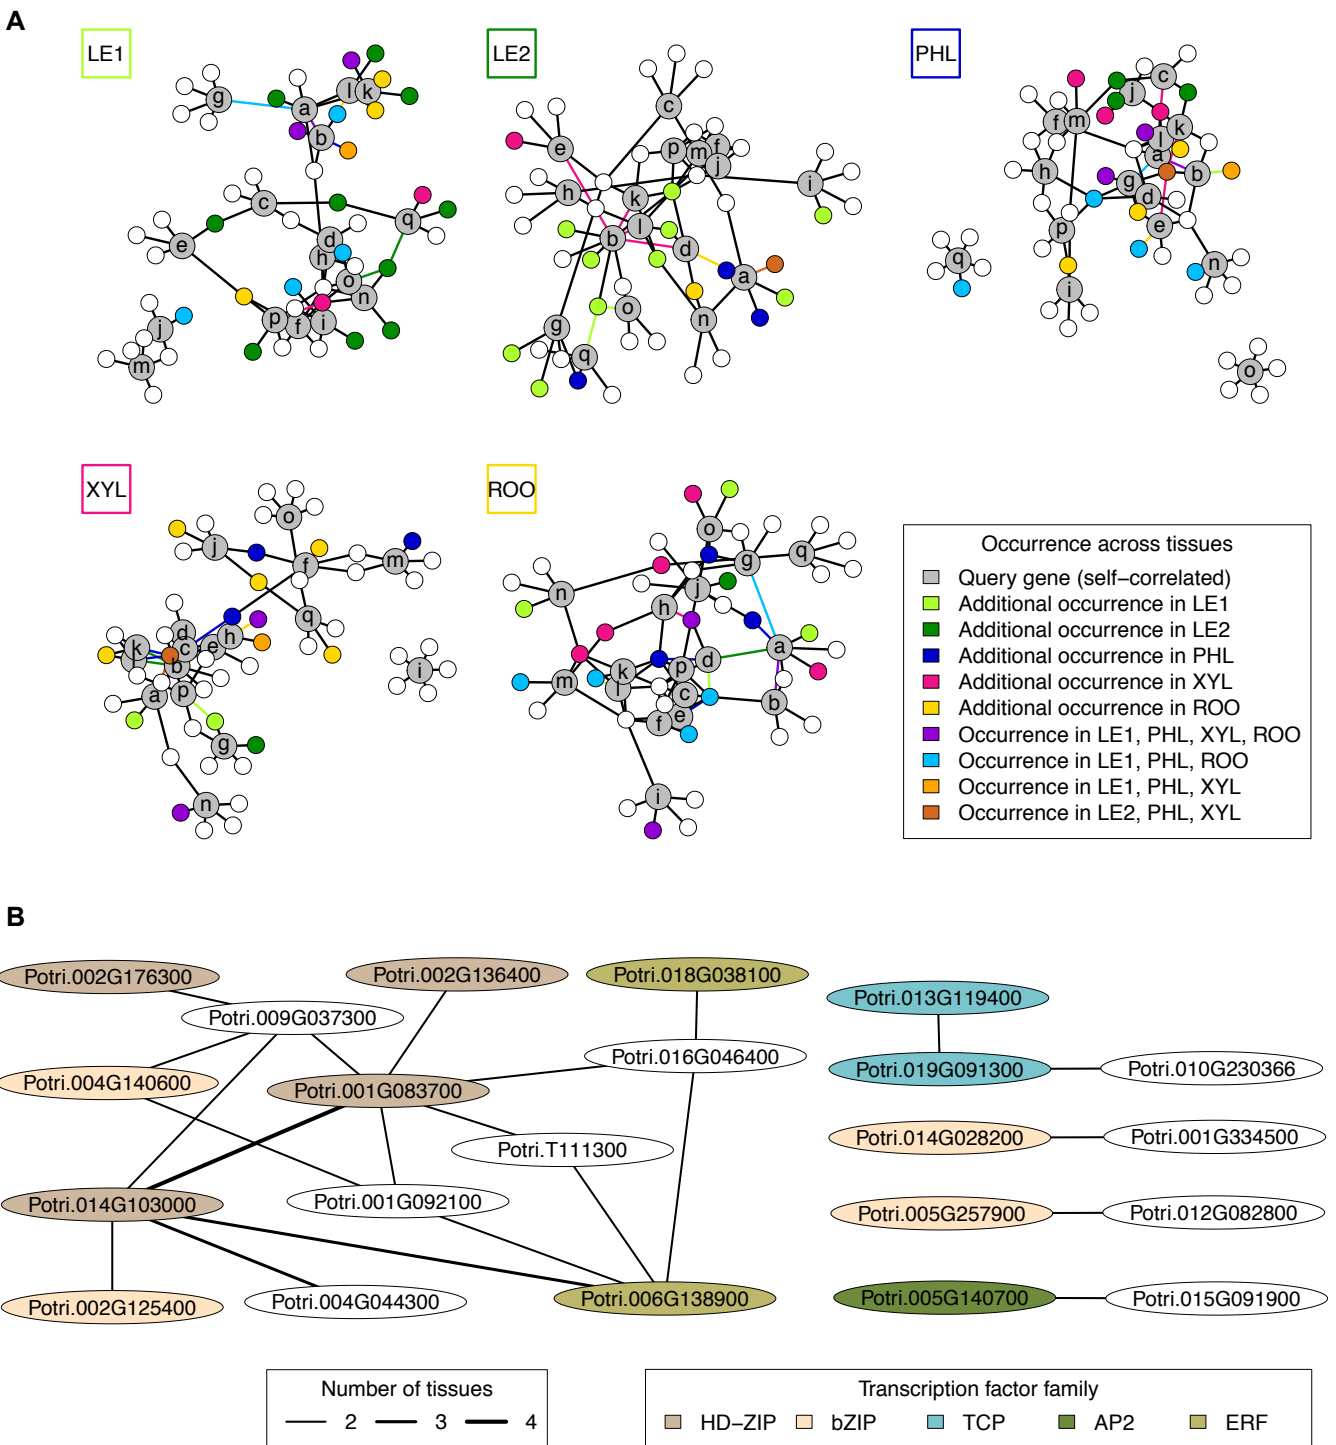 A
LE1
LE2
PHL
g
a
l
k
b
c
q
e
d
h
o
n
p
f
i
j
m
c
e
p
m
f
j
h
k
i
l
b
d
a
g
o
n
q
c
j
f
m
l
k
a
h
g
b
d
p
e
q
n
i
o
XYL
ROO
o
j
f
m
q
d
k
c
e
h
l
b
i
a
p
g
n
o
g
q
n
j
h
a
k
p
d
m
l
c
b
f
e
i
Occurrence across tissues
Query gene (self−correlated)
Additional occurrence in LE1
Additional occurrence in LE2
Additional occurrence in PHL
Additional occurrence in XYL
Additional occurrence in ROO
Occurrence in LE1, PHL, XYL, ROO
Occurrence in LE1, PHL, ROO
Occurrence in LE1, PHL, XYL
Occurrence in LE2, PHL, XYL
B
Potri.002G176300
Potri.002G136400
Potri.018G038100
Potri.013G119400
Potri.009G037300
Potri.016G046400
Potri.019G091300
Potri.010G230366
Potri.004G140600
Potri.001G083700
Potri.014G028200
Potri.001G334500
Potri.T111300
Potri.014G103000
Potri.001G092100
Potri.005G257900
Potri.012G082800
Potri.002G125400
Potri.004G044300
Potri.006G138900
Potri.005G140700
Potri.015G091900
Number of tissues
2 3 4
Transcription factor family
HD−ZIP bZIP TCP AP2 ERF